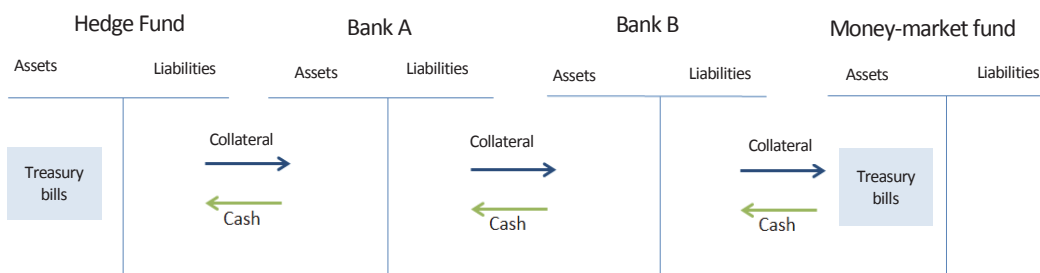 Hedge Fund
Bank A
Bank B
Money-market fund
Assets
Liabilities
Assets
Liabilities
Assets
Liabilities
Assets
Liabilities
Treasury
bills
Collateral
Cash
Collateral
Cash
Collateral
Cash
Treasury
bills